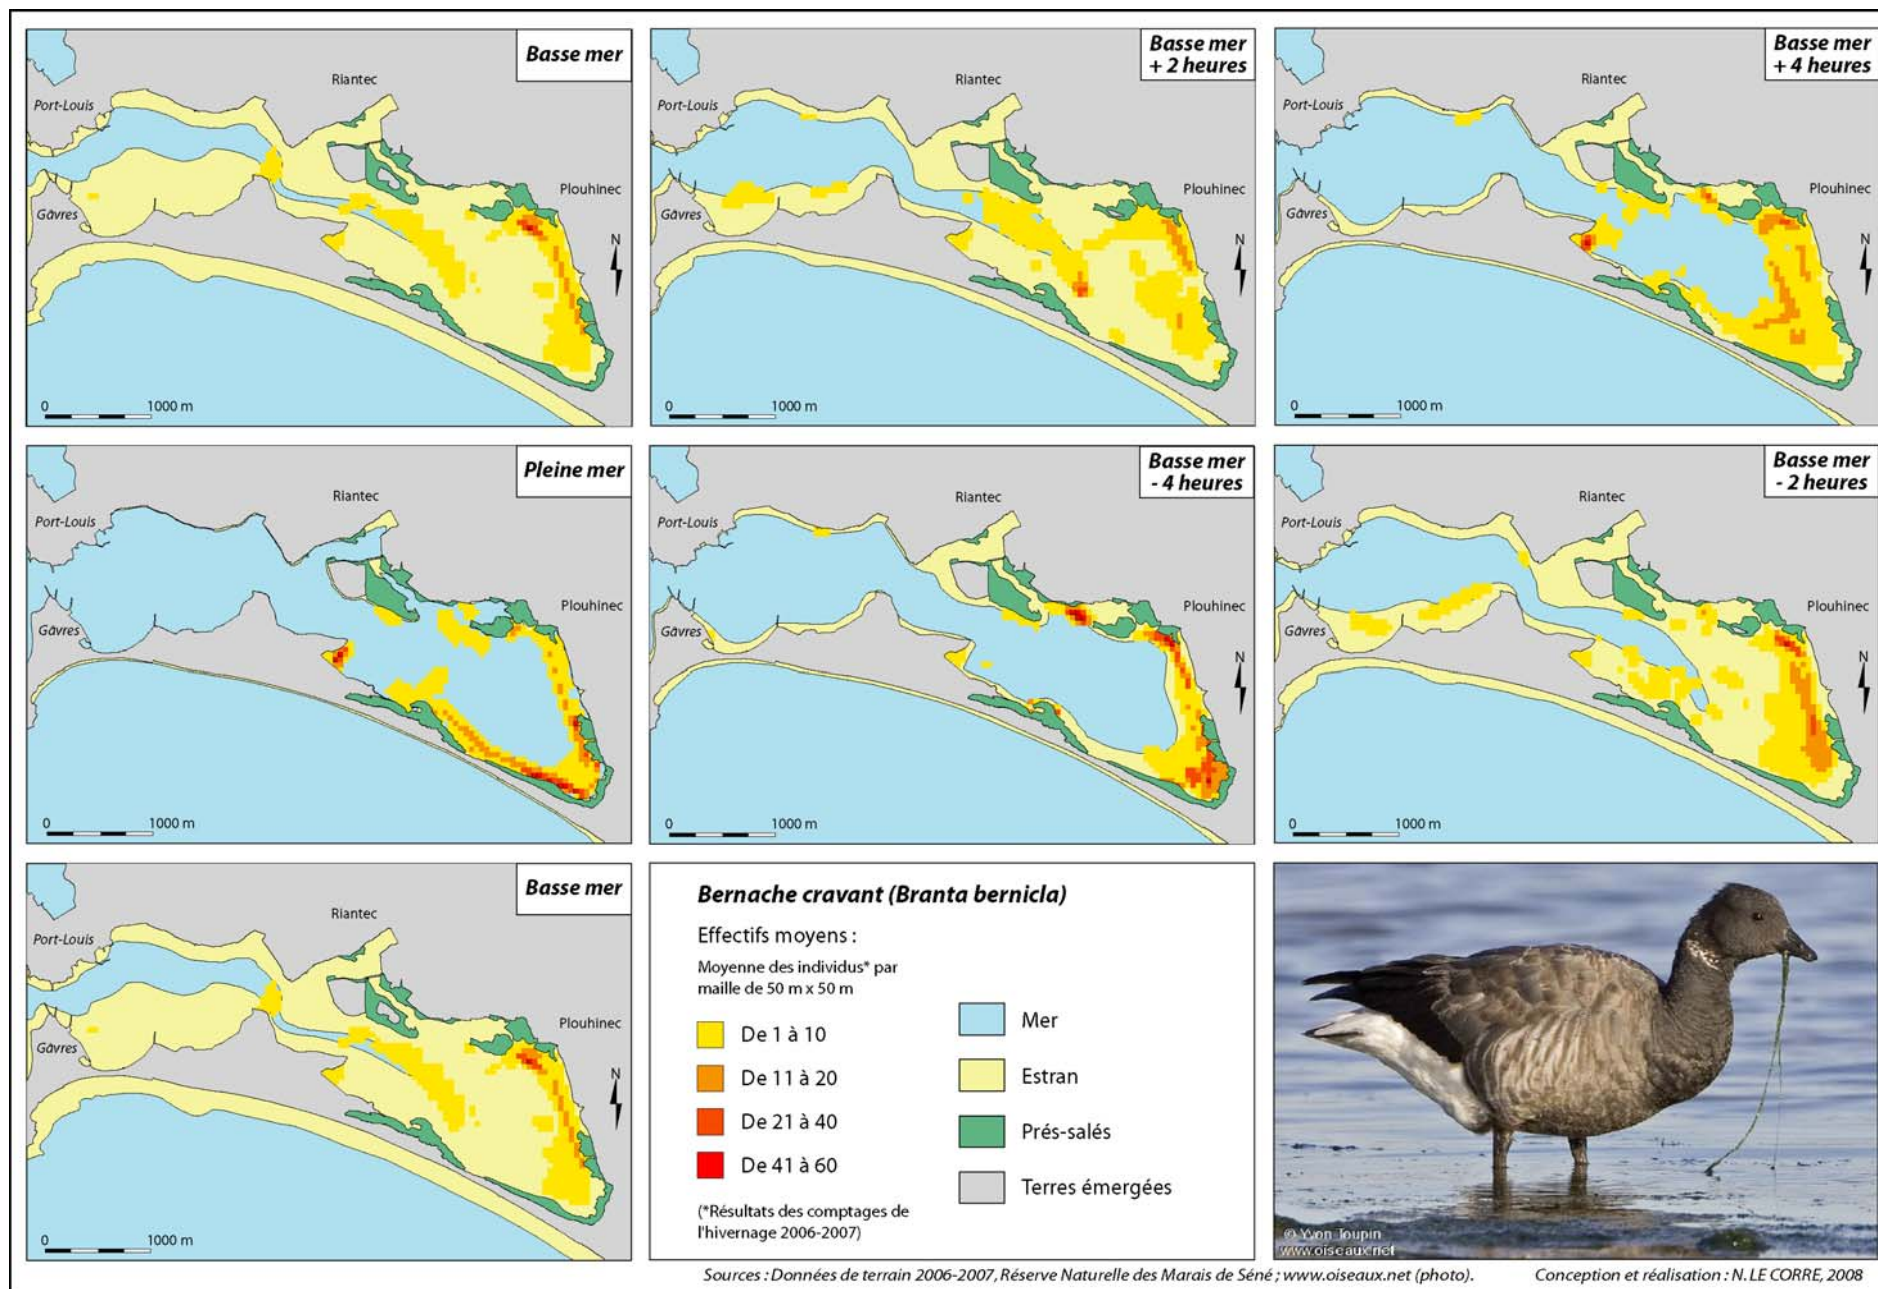 Basse mer
Riantec
Port-Louis
Plouhinec
Gâvres
N
0 1000 m
Basse mer
+ 2 heures
Riantec
Port-Louis
Plouhinec
Gâvres
N
0 1000 m
Basse mer
+ 4 heures
Riantec
Port-Louis
Plouhinec
Gâvres
N
0 1000 m
Pleine mer
Riantec
Port-Louis
Plouhinec
Gâvres
N
0 1000 m
Basse mer
- 4 heures
Riantec
Port-Louis
Plouhinec
Gâvres
N
0 1000 m
Basse mer
- 2 heures
Riantec
Port-Louis
Plouhinec
Gâvres
N
0 1000 m
Basse mer
Riantec
Port-Louis
Plouhinec
Gâvres
N
0 1000 m
Bernache cravant (Branta bernicla)
Effectifs moyens :
Moyenne des individus* par
maille de 50 m x 50 m
De 1 à 10
De 11 à 20
De 21 à 40
De 41 à 60
(*Résultats des comptages de
l'hivernage 2006-2007)
Mer
Estran
Prés-salés
Terres émergées
© Yvon Toupin
www.oiseaux.net
Sources : Données de terrain 2006-2007, Réserve Naturelle des Marais de Séné ; www.oiseaux.net (photo).
Conception et réalisation : N. LE CORRE, 2008